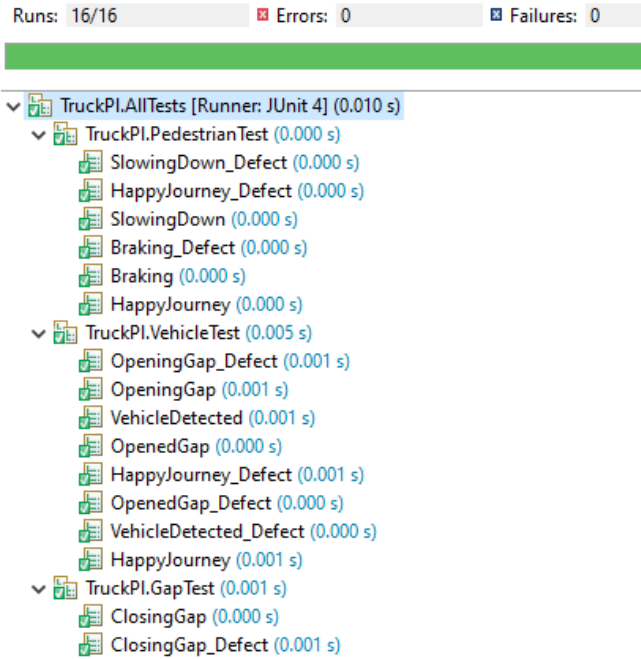 Runs: 16/16 Errors: 0 Failures: 0
TruckPI.AllTests [Runner: JUnit 4] (0.010 s)
TruckPI.PedestrianTest (0.000 s)
SlowingDown_Defect (0.000 s)
HappyJourney_Defect (0.000 s)
SlowingDown (0.000 s)
Braking_Defect (0.000 s)
Braking (0.000 s)
HappyJourney (0.000 s)
TruckPI.VehicleTest (0.005 s)
OpeningGap_Defect (0.001 s)
OpeningGap (0.001 s)
VehicleDetected (0.001 s)
OpenedGap (0.000 s)
HappyJourney_Defect (0.001 s)
OpenedGap_Defect (0.000 s)
VehicleDetected_Defect (0.000 s)
HappyJourney (0.001 s)
TruckPI.GapTest (0.001 s)
ClosingGap (0.000 s)
ClosingGap_Defect (0.001 s)